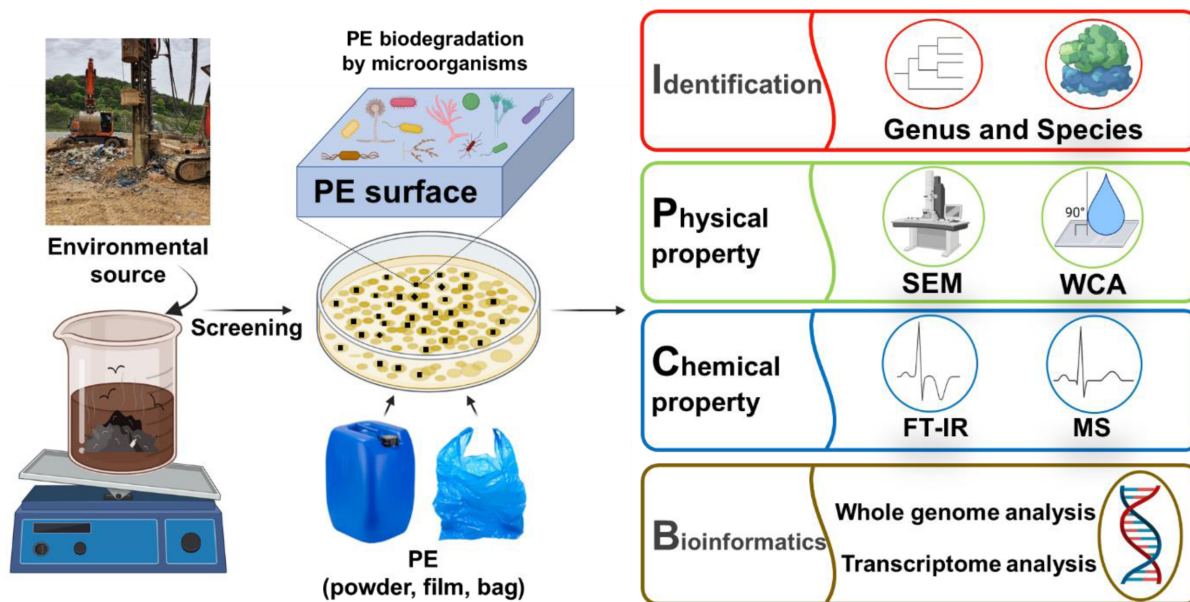 PE biodegradation
by microorganisms
PE surface
Environmental
source
Screening
PE
(powder, film, bag)
Identification
Genus and Species
Physical
property
90°
SEM
WCA
Chemical
property
FT-IR
MS
Bioinformatics
Whole genome analysis
Transcriptome analysis